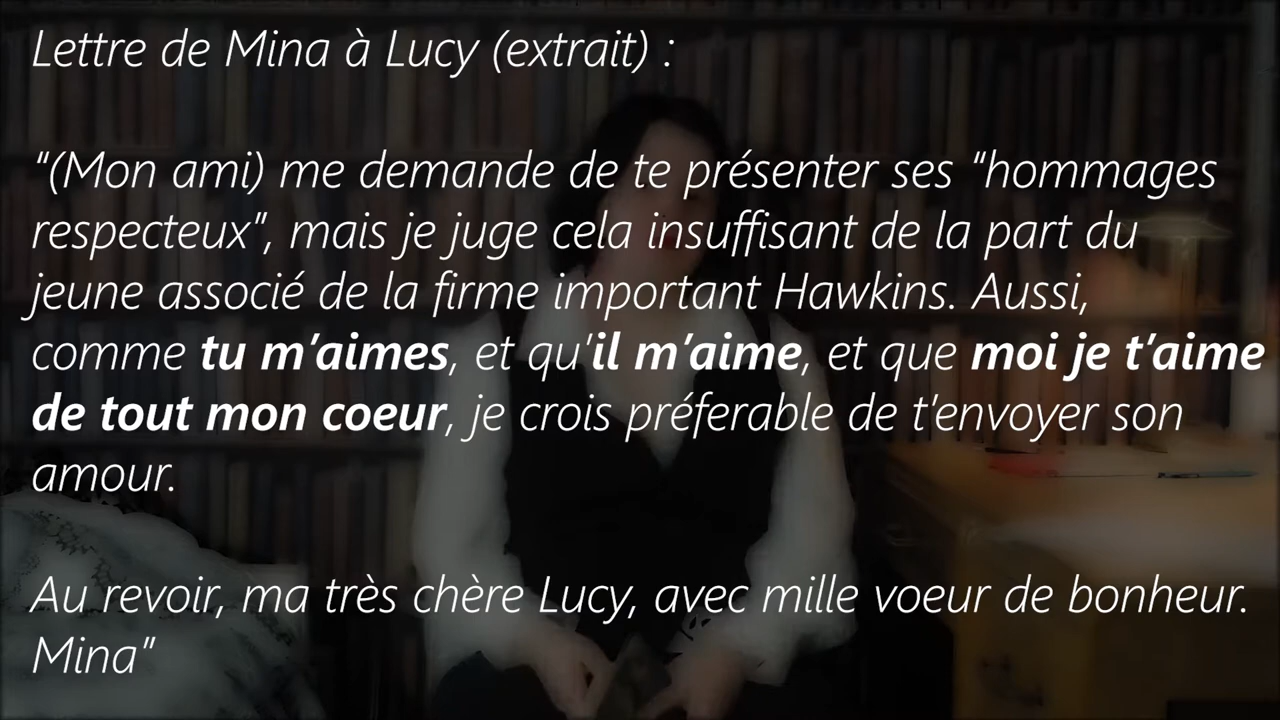 Lettre de Mina à Lucy (extrait) :
"(Mon ami) me demande de te présenter ses "hommages
respecteux", mais je juge cela insuffisant de la part du
jeune associé de la firme important Hawkins. Aussi,
comme tu m'aimes, et qu'il m'aime, et que moi je t'aime
de tout mon coeur, je crois préferable de t'envoyer son
amour.
Au revoir, ma très chère Lucy, avec mille voeur de bonheur.
Mina"